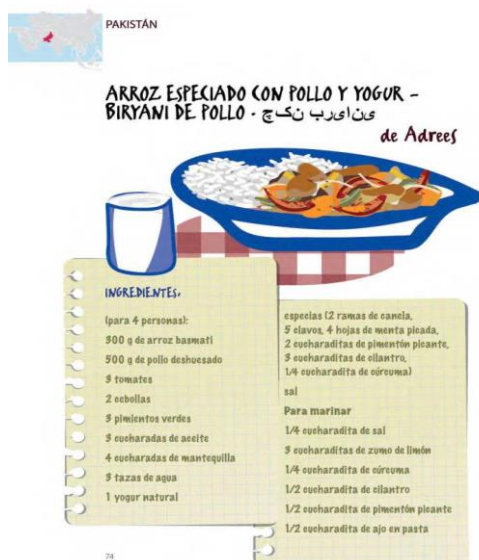 PAKISTÁN
ARROZ ESPECIADO CON POLLO Y YOGUR -
BIRYANI DE POLLO · ینایرب نکچ
de Adrees
INGREDIENTES:
(para 4 personas):
300 g de arroz basmati
500 g de pollo deshuesado
3 tomates
2 cebollas
3 pimientos verdes
3 cucharadas de aceite
4 cucharadas de mantequilla
3 tazas de agua
1 yogur natural
especias (2 ramas de canela,
5 clavos, 4 hojas de menta picada,
2 cucharaditas de pimentón picante,
3 cucharaditas de cilantro,
1/4 cucharadita de cúrcuma)
sal
Para marinar
1/4 cucharadita de sal
3 cucharaditas de zumo de limón
1/4 cucharadita de cúrcuma
1/2 cucharadita de cilantro
1/2 cucharadita de pimentón picante
1/2 cucharadita de ajo en pasta
74